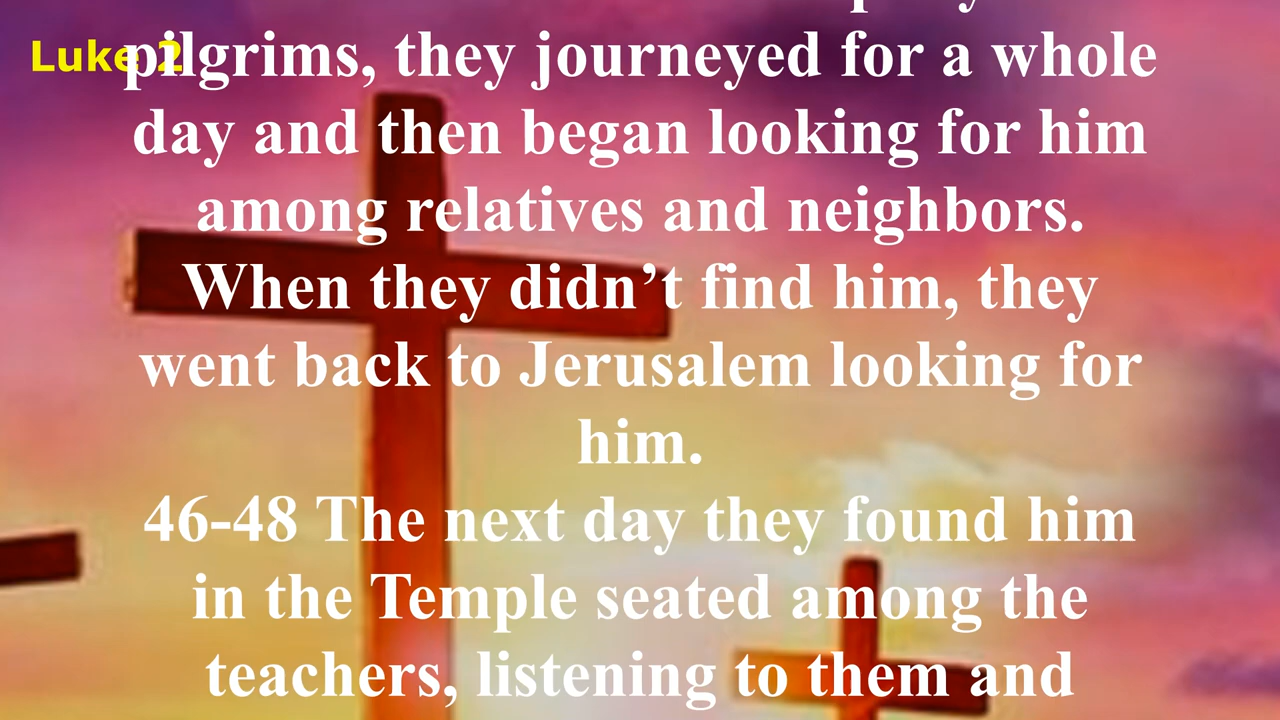 Luke 2
pilgrims, they journeyed for a whole
day and then began looking for him
among relatives and neighbors.
When they didn’t find him, they
went back to Jerusalem looking for
him.
46-48 The next day they found him
in the Temple seated among the
teachers, listening to them and